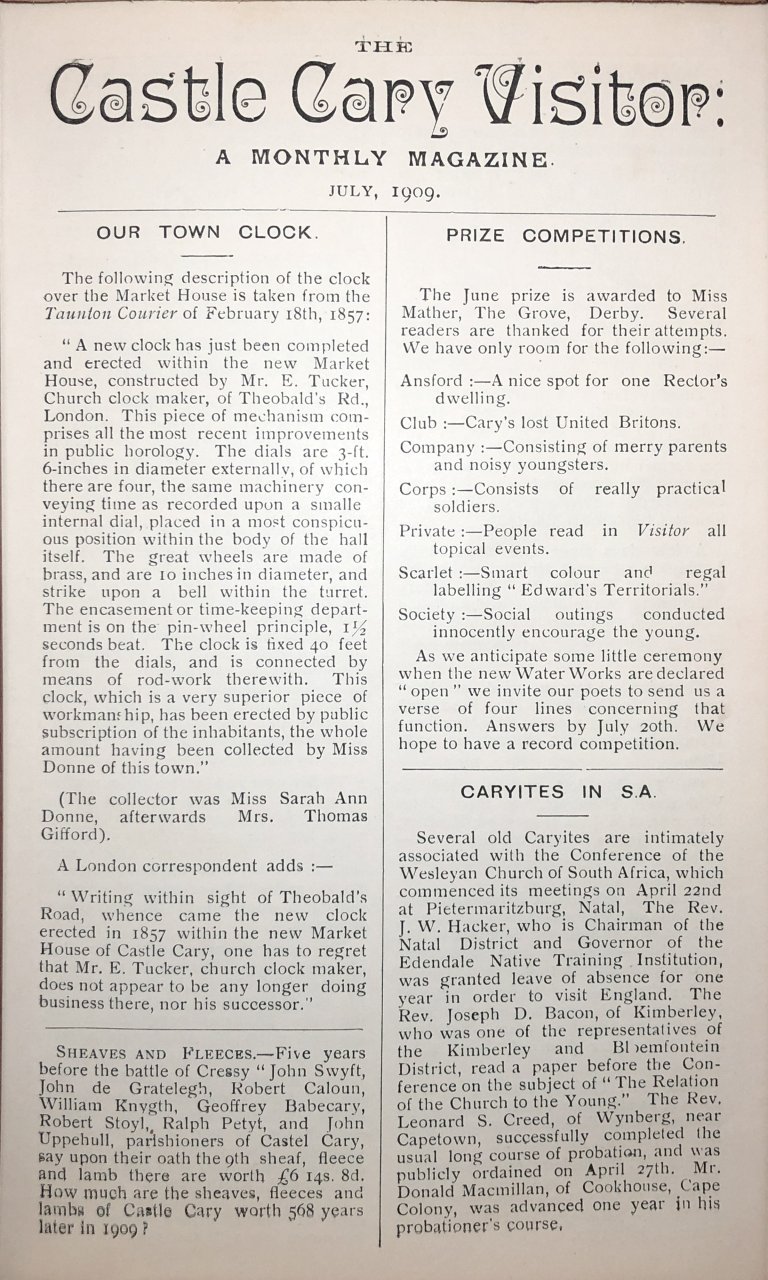 THE
Castle Cary Visitor:
A MONTHLY MAGAZINE.
JULY, 1909.
OUR TOWN CLOCK.
The following description of the clock
over the Market House is taken from the
Taunton Courier of February 18th, 1857:
“ A new clock has just been completed
and erected within the new Market
House, constructed by Mr. E. Tucker,
Church clock maker, of Theobald's Rd.,
London. This piece of mechanism com-
prises all the most recent improvements
in public horology. The dials are 3-ft.
6-inches in diameter externally, of which
there are four, the same machinery con-
veying time as recorded upon a smalle
internal dial, placed in a most conspicu-
ous position within the body of the hall
itself. The great wheels are made of
brass, and are 10 inches in diameter, and
strike upon a bell within the turret.
The encasement or time-keeping depart-
ment is on the pin-wheel principle, 1½
seconds beat. The clock is fixed 40 feet
from the dials, and is connected by
means of rod-work therewith. This
clock, which is a very superior piece of
workmanship, has been erected by public
subscription of the inhabitants, the whole
amount having been collected by Miss
Donne of this town.”
(The collector was Miss Sarah Ann
Donne, afterwards Mrs. Thomas
Gifford).
A London correspondent adds :—
“ Writing within sight of Theobald's
Road, whence came the new clock
erected in 1857 within the new Market
House of Castle Cary, one has to regret
that Mr. E. Tucker, church clock maker,
does not appear to be any longer doing
business there, nor his successor.”
SHEAVES AND FLEECES.—Five years
before the battle of Cressy “ John Swyft,
John de Gratelegh, Robert Caloun,
William Knygth, Geoffrey Babecary,
Robert Stoyl, Ralph Petyt, and John
Uppehull, parishioners of Castel Cary,
say upon their oath the 9th sheaf, fleece
and lamb there are worth £6 14s. 8d.
How much are the sheaves, fleeces and
lambs of Castle Cary worth 568 years
later in 1909 ?
PRIZE COMPETITIONS.
The June prize is awarded to Miss
Mather, The Grove, Derby. Several
readers are thanked for their attempts.
We have only room for the following:—
Ansford :—A nice spot for one Rector's
dwelling.
Club :—Cary's lost United Britons.
Company :—Consisting of merry parents
and noisy youngsters.
Corps :—Consists of really practical
soldiers.
Private :—People read in Visitor all
topical events.
Scarlet :—Smart colour and regal
labelling “ Edward's Territorials.”
Society :—Social outings conducted
innocently encourage the young.
As we anticipate some little ceremony
when the new Water Works are declared
“ open ” we invite our poets to send us a
verse of four lines concerning that
function. Answers by July 20th. We
hope to have a record competition.
CARYITES IN S.A.
Several old Caryites are intimately
associated with the Conference of the
Wesleyan Church of South Africa, which
commenced its meetings on April 22nd
at Pietermaritzburg, Natal, The Rev.
J. W. Hacker, who is Chairman of the
Natal District and Governor of the
Edendale Native Training Institution,
was granted leave of absence for one
year in order to visit England. The
Rev. Joseph D. Bacon, of Kimberley,
who was one of the representatives of
the Kimberley and Bloemfontein
District, read a paper before the Con-
ference on the subject of “ The Relation
of the Church to the Young.” The Rev.
Leonard S. Creed, of Wynberg, near
Capetown, successfully completed the
usual long course of probation, and was
publicly ordained on April 27th. Mr.
Donald Macmillan, of Cookhouse, Cape
Colony, was advanced one year in his
probationer's course.